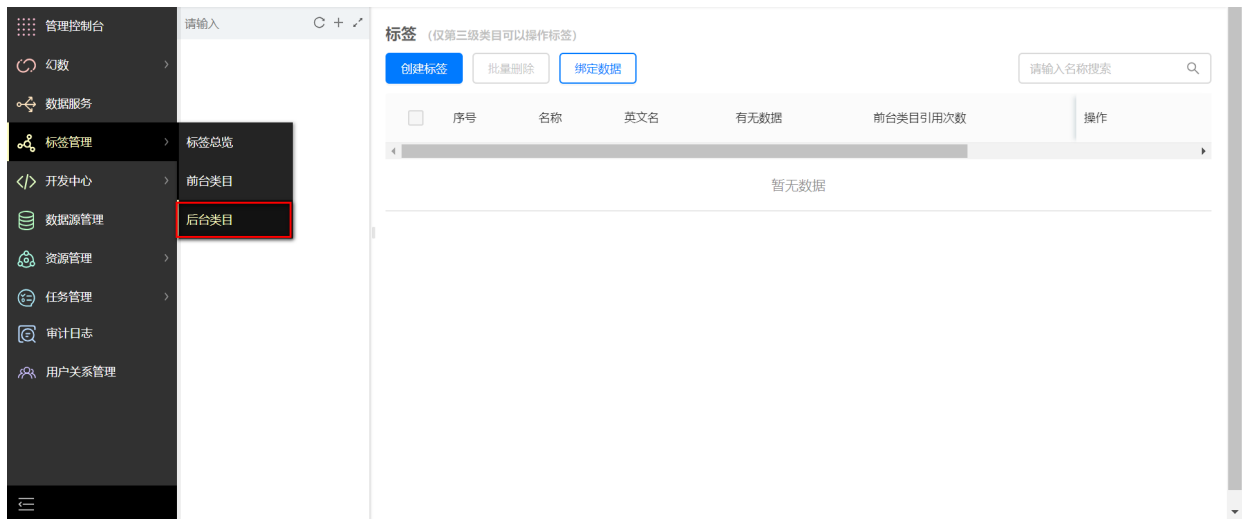 管理控制台
幻数
数据服务
标签管理
开发中心
数据源管理
资源管理
任务管理
审计日志
用户关系管理
标签总览
前台类目
后台类目
请输入
标签 (仅第三级类目可以操作标签)
创建标签 批量删除 绑定数据 请输入名称搜索
序号 名称 英文名 有无数据 前台类目引用次数 操作
暂无数据